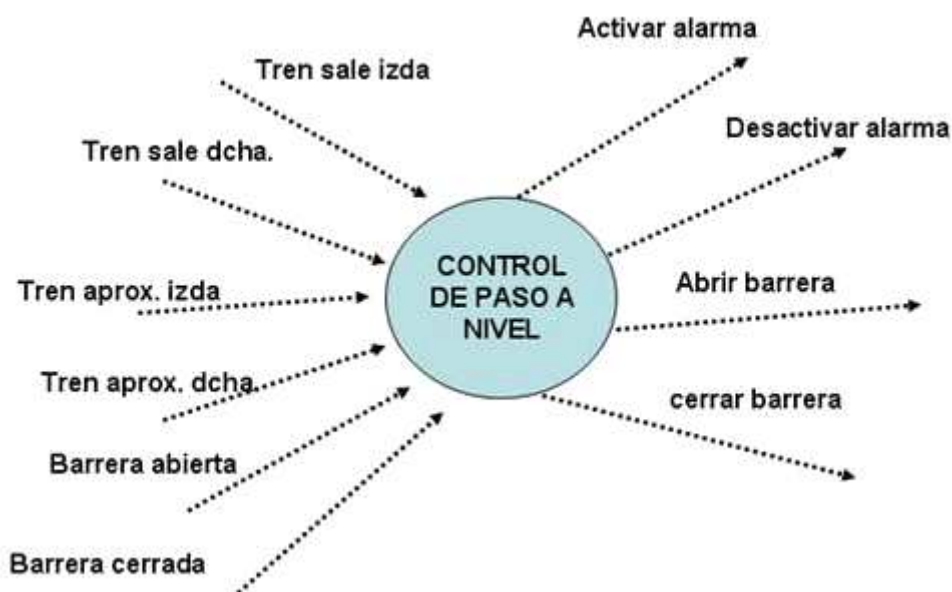 Activar alarma
Tren sale izda
Desactivar alarma
Tren sale dcha.
CONTROL
DE PASO A
NIVEL
Tren aprox. izda
Abrir barrera
Tren aprox. dcha.
cerrar barrera
Barrera abierta
Barrera cerrada